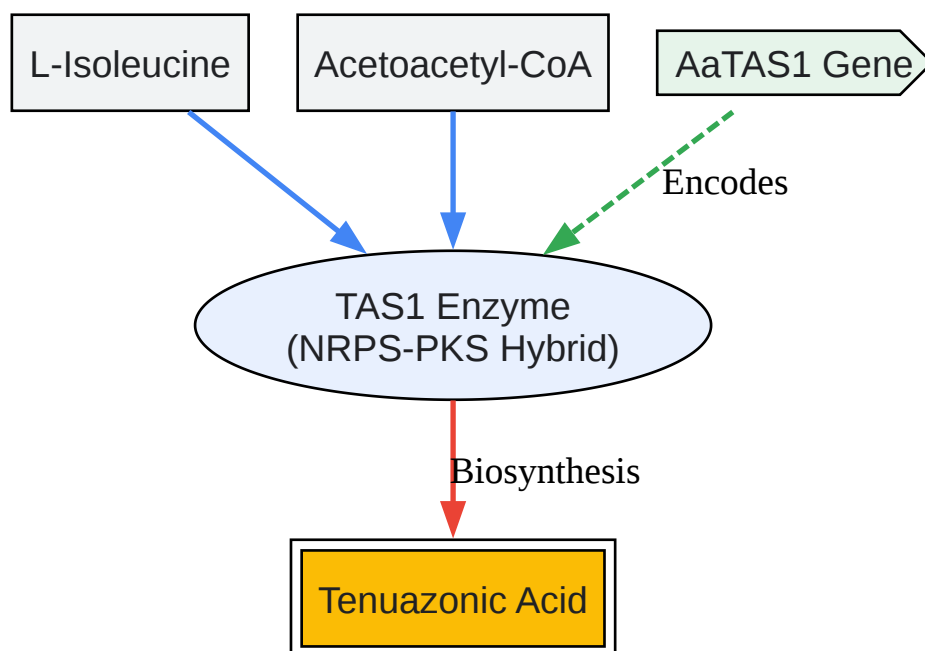 L-Isoleucine
Acetoacetyl-CoA
AaTAS1 Gene
Encodes
TAS1 Enzyme
(NRPS-PKS Hybrid)
Biosynthesis
Tenuazonic Acid